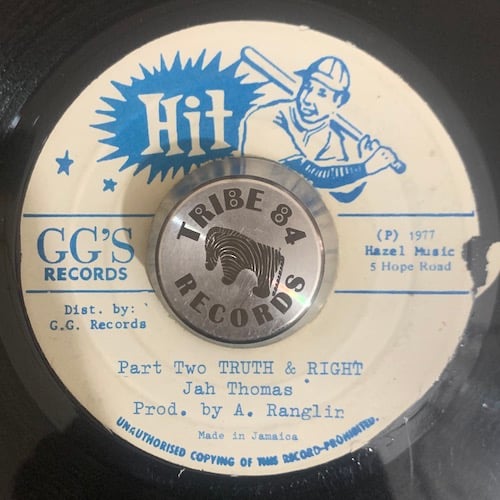 Hit
GG'S
RECORDS
(P) 1977
Hazel Music
5 Hope Road
TRIBE 84
RECORDS
Dist. by:
G.G. Records
Part Two TRUTH & RIGHT
Jah Thomas
Prod. by A. Ranglin
Made in Jamaica
UNAUTHORISED COPYING OF THIS RECORD PROHIBITED.